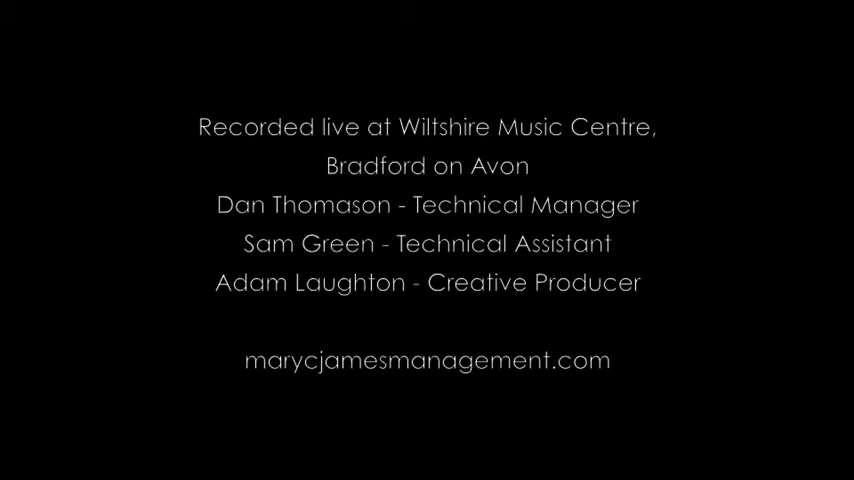 Recorded live at Wiltshire Music Centre,
Bradford on Avon
Dan Thomason - Technical Manager
Sam Green - Technical Assistant
Adam Laughton - Creative Producer
marycjamesmanagement.com